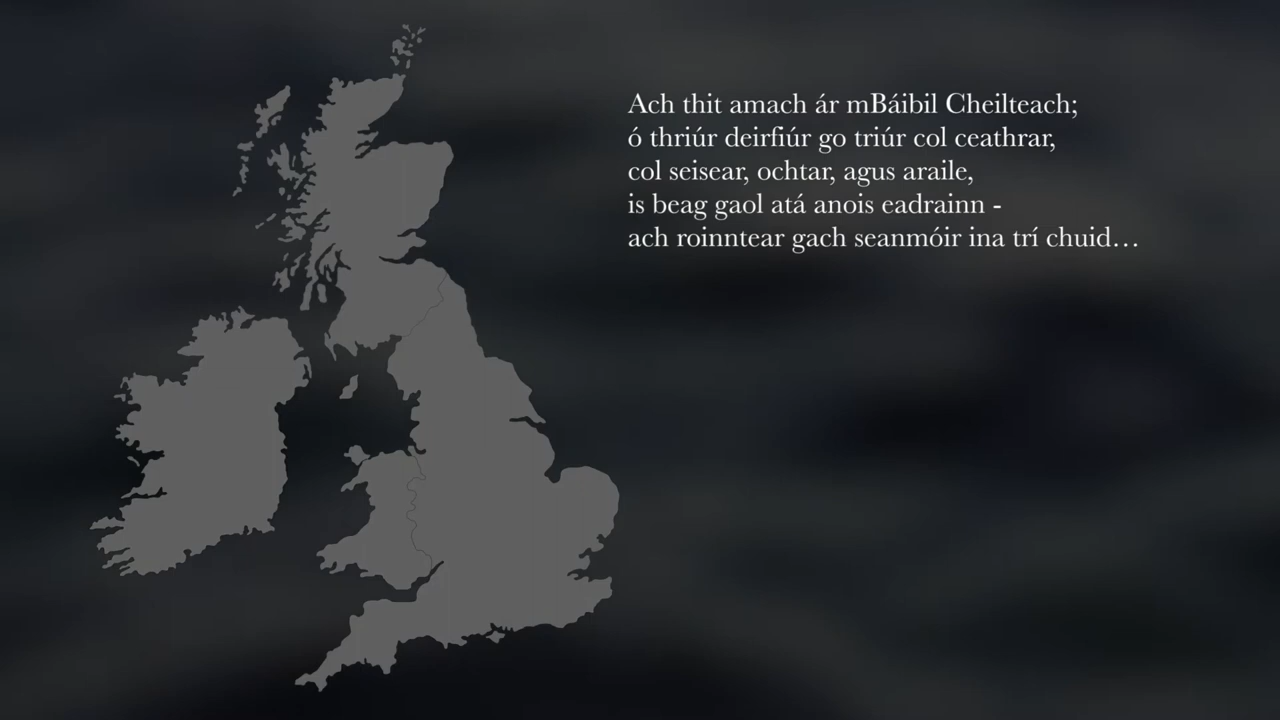 Ach thit amach ár mBáibil Cheilteach;
ó thriúr deirfiúr go triúr col ceathrar,
col seisear, ochtar, agus araile,
is beag gaol atá anois eadrainn -
ach roinntear gach seanmóir ina trí chuid…